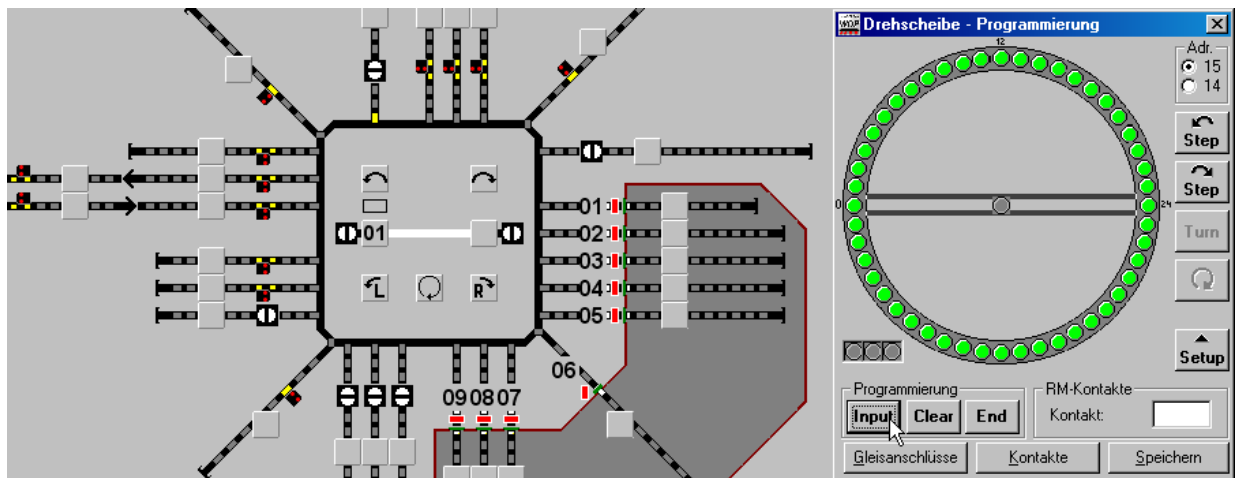 01
L
R
01
02
03
04
05
06
09 08 07
Drehscheibe - Programmierung
12
0
24
Adr.
15
14
Step
Step
Turn
Setup
Programmierung
Input Clear End
RM-Kontakte
Kontakt:
Gleisanschlüsse
Kontakte
Speichern